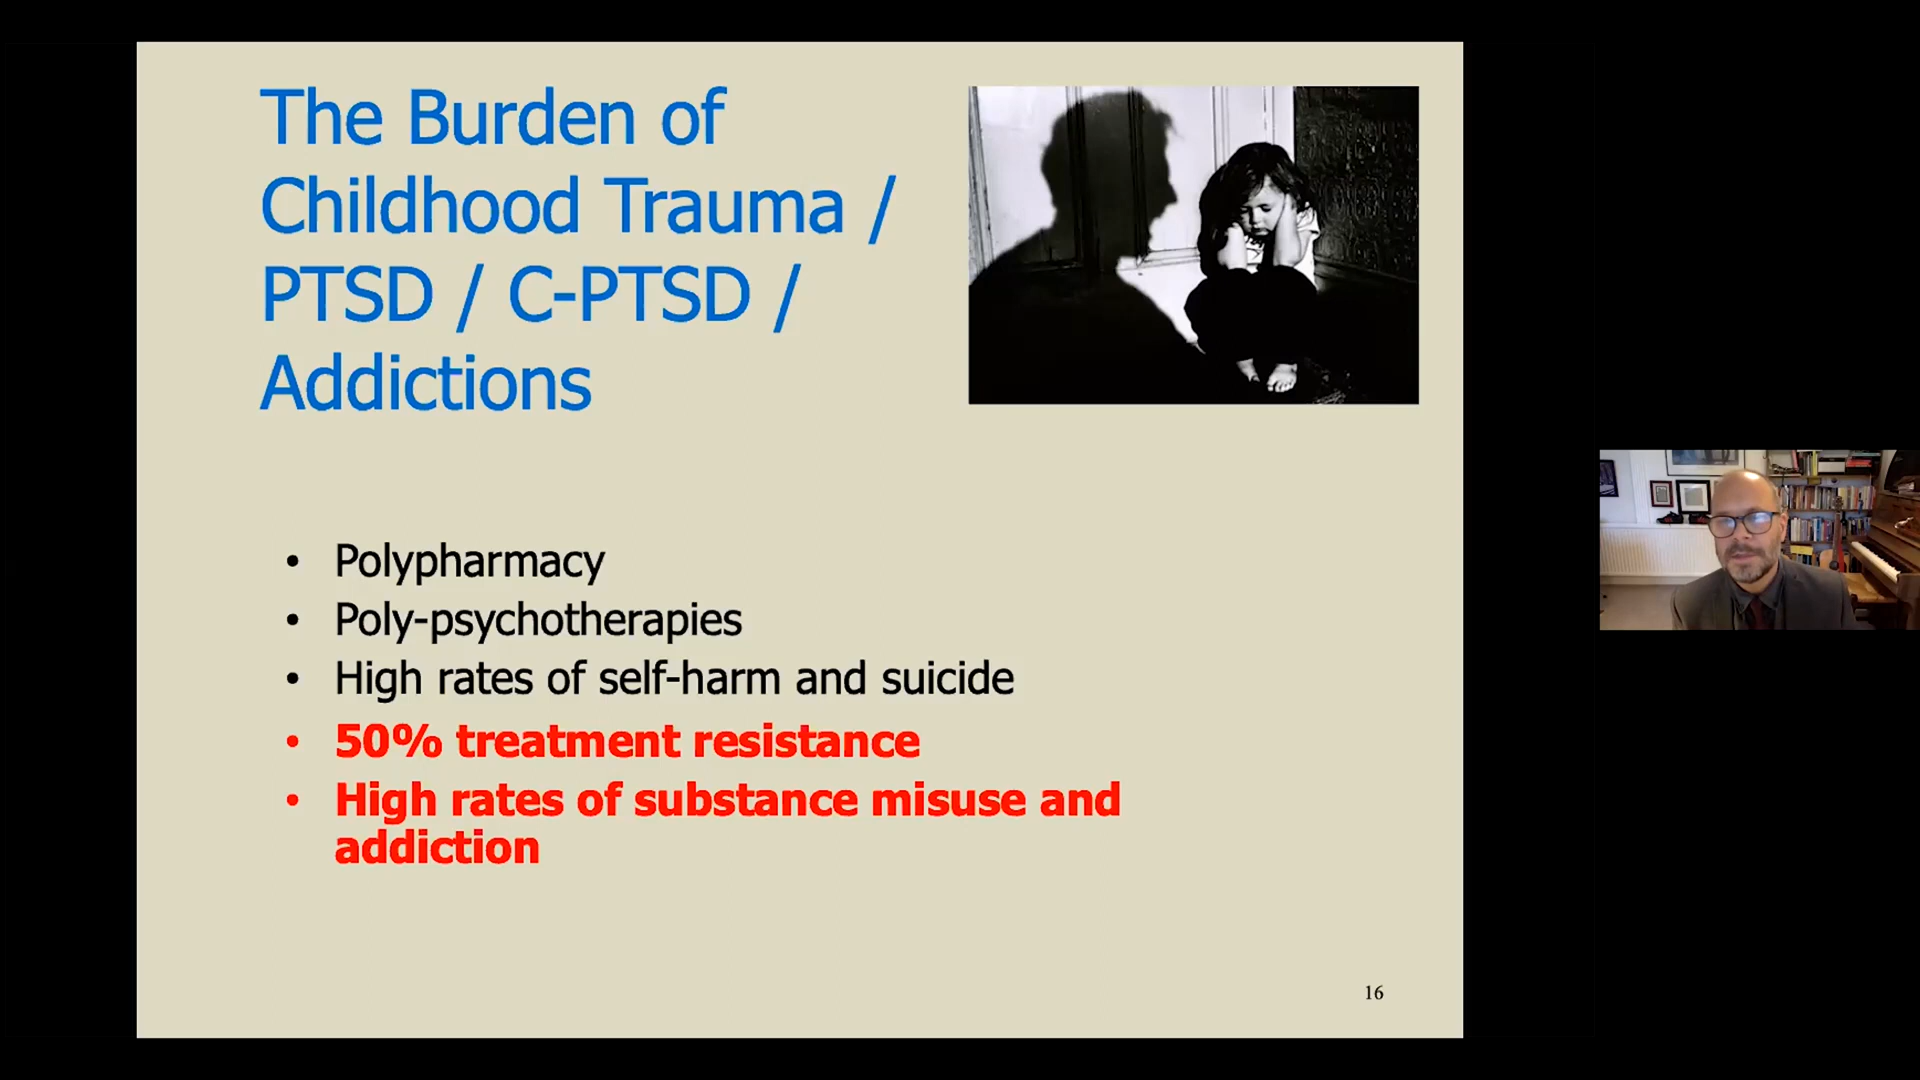 The Burden of
Childhood Trauma /
PTSD / C-PTSD /
Addictions
• Polypharmacy
• Poly-psychotherapies
• High rates of self-harm and suicide
• 50% treatment resistance
• High rates of substance misuse and
addiction
16